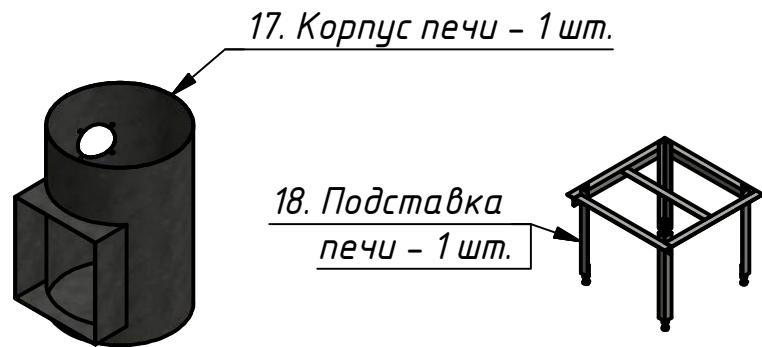 17. Корпус печи - 1 шт.
18. Подставка
печи - 1 шт.